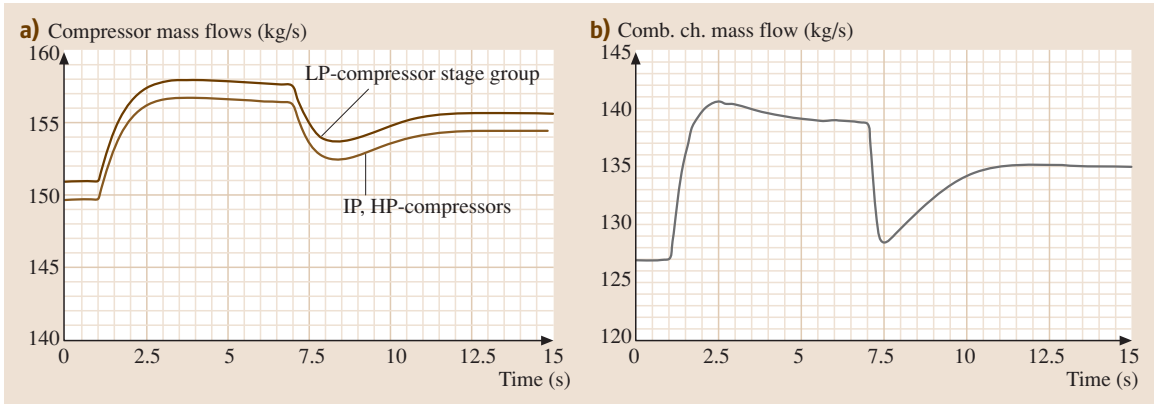 a) Compressor mass flows (kg/s)
160
155
150
145
140
0 2.5 5 7.5 10 12.5 15
Time (s)
LP-compressor stage group
IP, HP-compressors
b) Comb. ch. mass flow (kg/s)
145
140
135
130
125
120
0 2.5 5 7.5 10 12.5 15
Time (s)